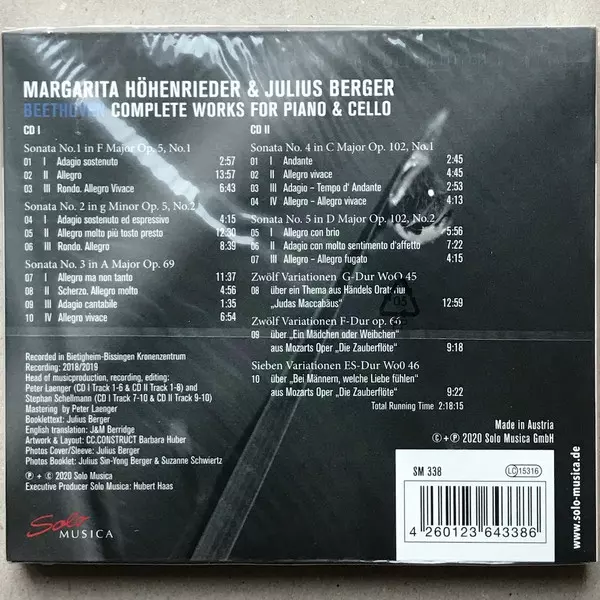 MARGARITA HÖHENRIEDER & JULIUS BERGER
BEETHOVEN COMPLETE WORKS FOR PIANO & CELLO
CD I
Sonata No.1 in F Major Op. 5, No.1
01 I Adagio sostenuto 2:57
02 II Allegro 13:57
03 III Rondo. Allegro Vivace 6:43
Sonata No. 2 in g Minor Op. 5, No.2
04 I Adagio sostenuto ed espressivo 4:15
05 II Allegro molto più tosto presto 12:30
06 III Rondo. Allegro 8:39
Sonata No. 3 in A Major Op. 69
07 I Allegro ma non tanto 11:37
08 II Scherzo. Allegro molto 4:56
09 III Adagio cantabile 1:35
10 IV Allegro vivace 6:54
CD II
Sonata No. 4 in C Major Op. 102, No.1
01 I Andante 2:45
02 II Allegro vivace 4:45
03 III Adagio – Tempo d' Andante 2:53
04 IV Allegro vivace 4:13
Sonata No. 5 in D Major Op. 102, No.2
05 I Allegro con brio 5:56
06 II Adagio con molto sentimento d'affetto 7:22
07 III Allegro – Allegro fugato 4:15
Zwölf Variationen G-Dur WoO 45
08 über ein Thema aus Händels Oratorium
„Judas Maccabäus" 12:59
Zwölf Variationen F-Dur op. 66
09 über „Ein Mädchen oder Weibchen"
aus Mozarts Oper „Die Zauberflöte" 9:18
Sieben Variationen ES-Dur WoO 46
10 über „Bei Männern, welche Liebe fühlen"
aus Mozarts Oper „Die Zauberflöte" 9:22
Total Running Time 2:18:15
Recorded in Bietigheim-Bissingen Kronenzentrum
Recording: 2018/2019
Head of musicproduction, recording, editing:
Peter Laenger (CD I Track 1-6 & CD II Track 1-8) and
Stephan Schellmann (CD I Track 7-10 & CD II Track 9-10)
Mastering by Peter Laenger
Booklettext: Julius Berger
English translation: J&M Berridge
Artwork & Layout: CC.CONSTRUCT Barbara Huber
Photos Cover/Sleeve: Julius Berger
Photos Booklet: Julius Sin-Yong Berger & Suzanne Schwiertz
℗ + © 2020 Solo Musica
Executive Producer Solo Musica: Hubert Haas
Solo
MUSICA
05
Made in Austria
© + ℗ 2020 Solo Musica GmbH
SM 338
LC 15316
4 260123 643386
www.solo-musica.de